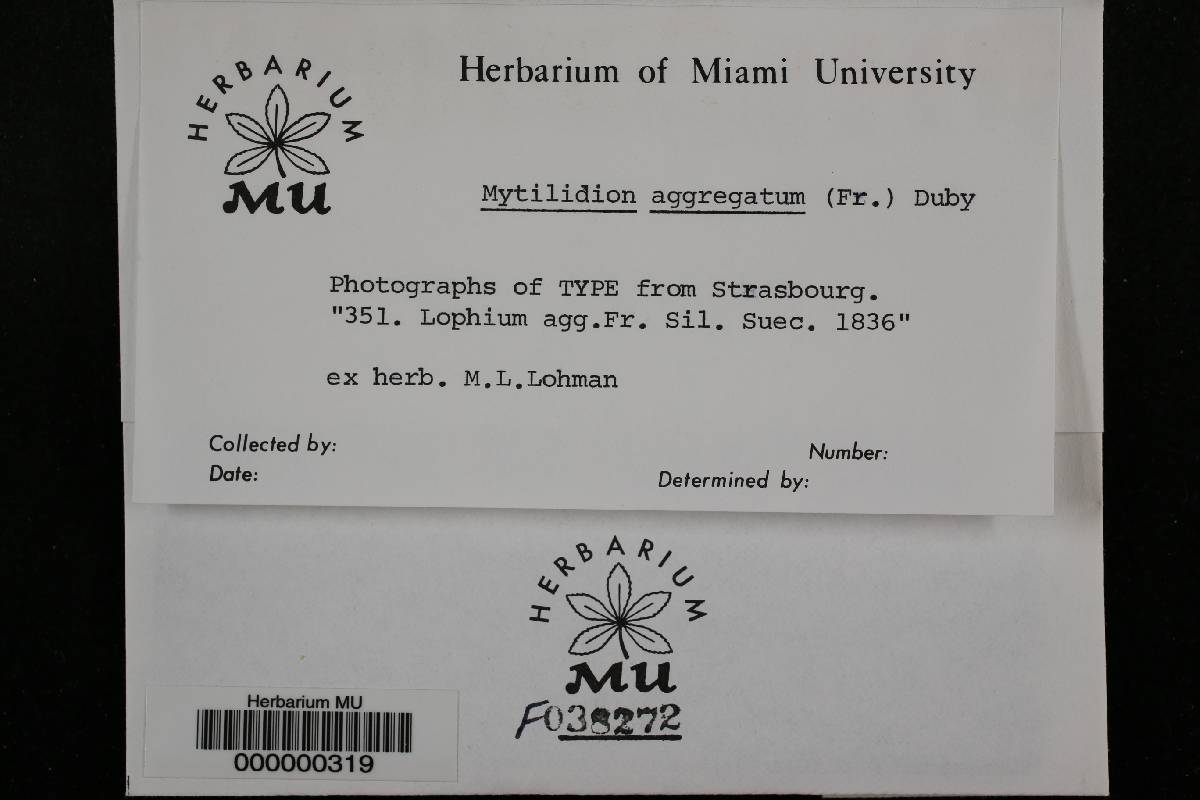 HERBARIUM
MU
Herbarium of Miami University
Mytilidion aggregatum (Fr.) Duby
Photographs of TYPE from Strasbourg.
"351. Lophium agg.Fr. Sil. Suec. 1836"
ex herb. M.L.Lohman
Collected by:
Number:
Date:
Determined by:
HERBARIUM
MU
F038272
Herbarium MU
000000319